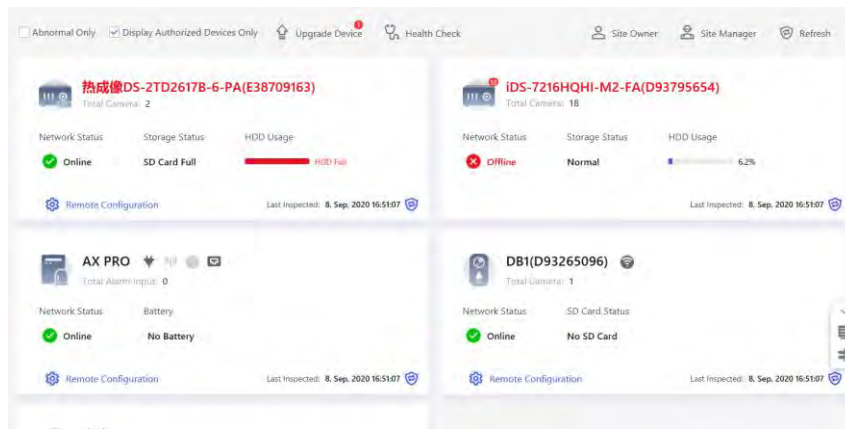 Abnormal Only Display Authorized Devices Only Upgrade Device 1 Health Check Site Owner Site Manager Refresh
热成像DS-2TD2617B-6-PA(E38709163)
Total Camera: 2
Network Status Storage Status HDD Usage
Online SD Card Full HDD Full
Remote Configuration Last Inspected: 8, Sep, 2020 16:51:07
iDS-7216HQHI-M2-FA(D93795654)
Total Camera: 18
Network Status Storage Status HDD Usage
Offline Normal 6.2%
Last Inspected: 8, Sep, 2020 16:51:07
AX PRO
Total Alarm Input: 0
Network Status Battery
Online No Battery
Remote Configuration Last Inspected: 8, Sep, 2020 16:51:07
DB1(D93265096)
Total Camera: 1
Network Status SD Card Status
Online No SD Card
Remote Configuration Last Inspected: 8, Sep, 2020 16:51:07